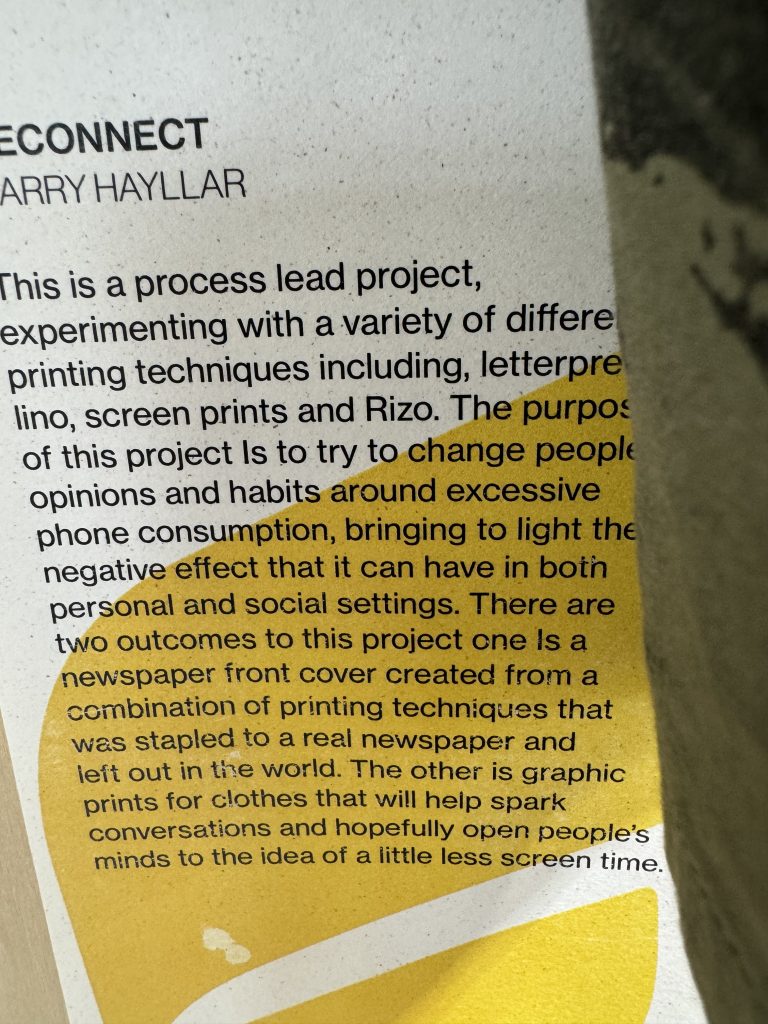 ECONNECT
ARRY HAYLLAR
This is a process lead project,
experimenting with a variety of differe
printing techniques including, letterpre
lino, screen prints and Rizo. The purpos
of this project Is to try to change people
opinions and habits around excessive
phone consumption, bringing to light the
negative effect that it can have in both
personal and social settings. There are
two outcomes to this project one Is a
newspaper front cover created from a
combination of printing techniques that
was stapled to a real newspaper and
left out in the world. The other is graphic
prints for clothes that will help spark
conversations and hopefully open people’s
minds to the idea of a little less screen time.